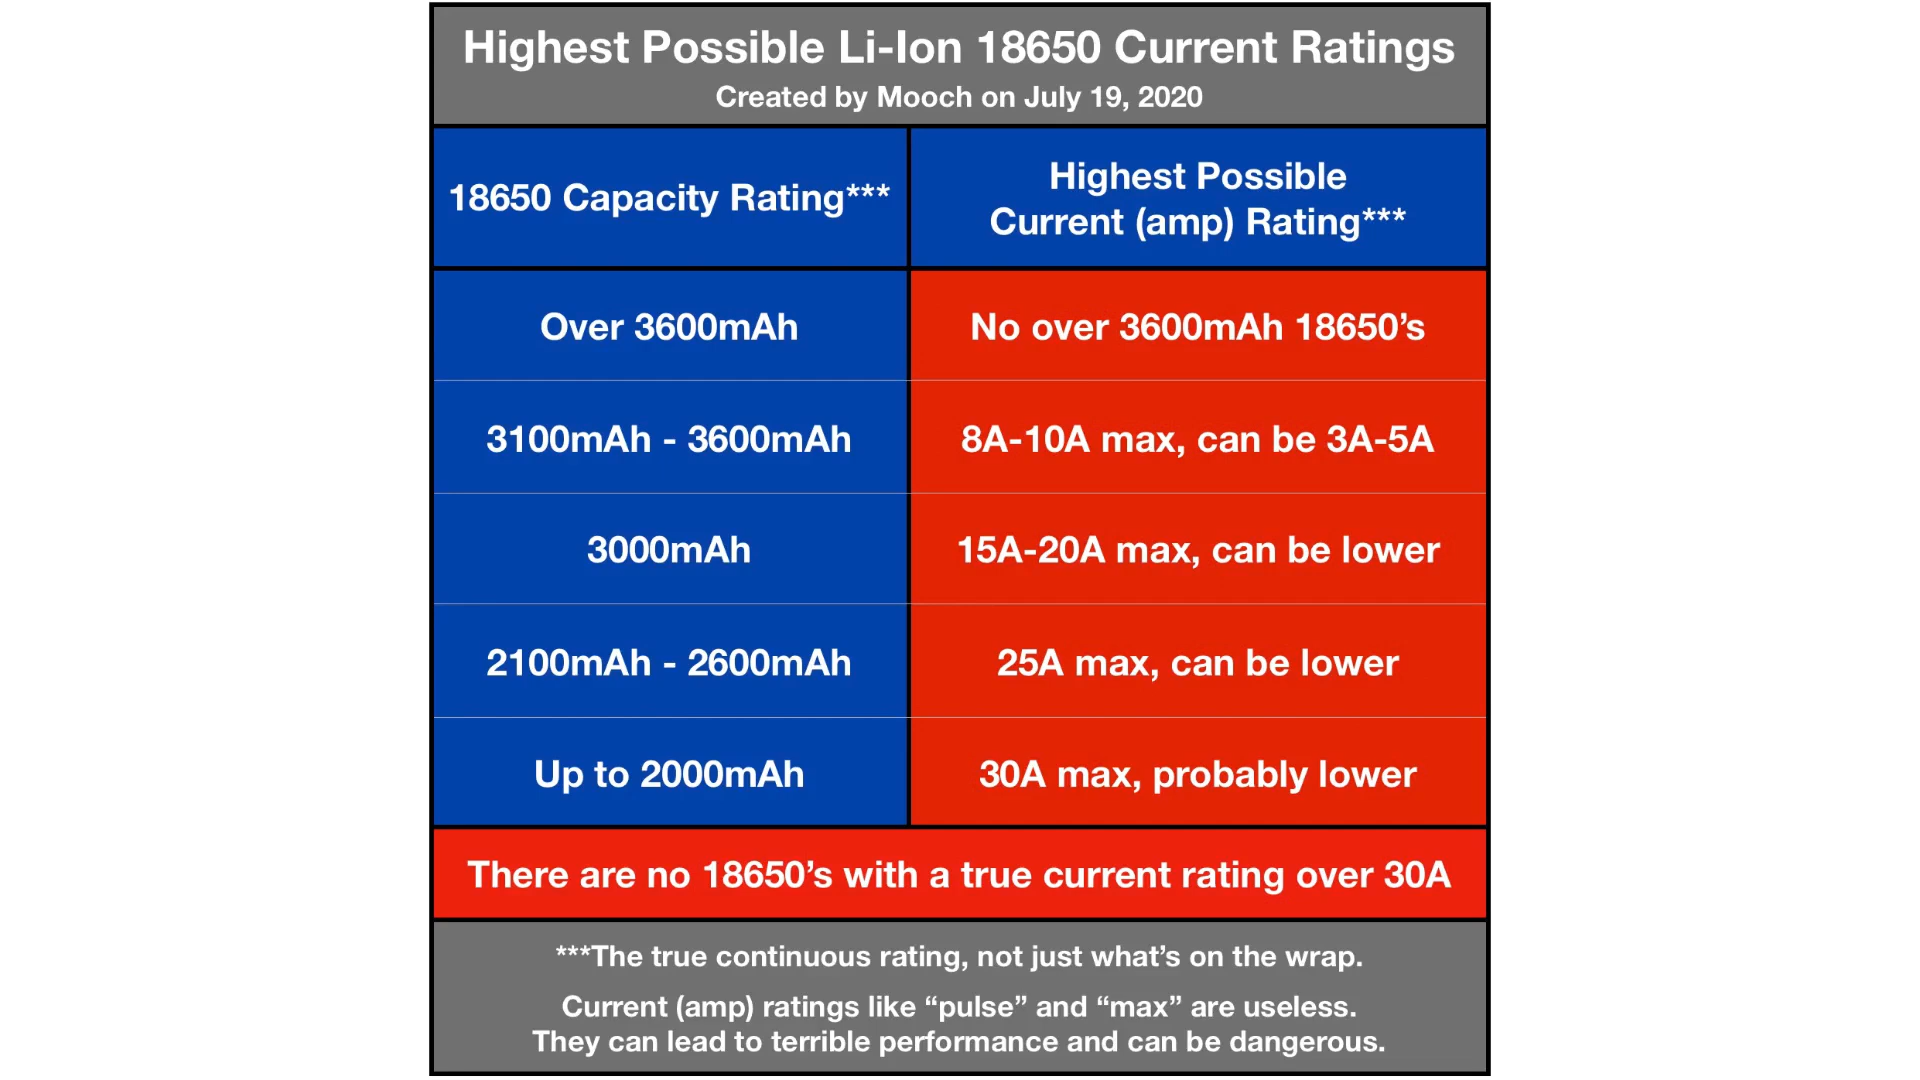 Highest Possible Li-Ion 18650 Current Ratings
Created by Mooch on July 19, 2020
18650 Capacity Rating***
Highest Possible
Current (amp) Rating***
Over 3600mAh
No over 3600mAh 18650’s
3100mAh - 3600mAh
8A-10A max, can be 3A-5A
3000mAh
15A-20A max, can be lower
2100mAh - 2600mAh
25A max, can be lower
Up to 2000mAh
30A max, probably lower
There are no 18650’s with a true current rating over 30A
***The true continuous rating, not just what’s on the wrap.
Current (amp) ratings like “pulse” and “max” are useless.
They can lead to terrible performance and can be dangerous.